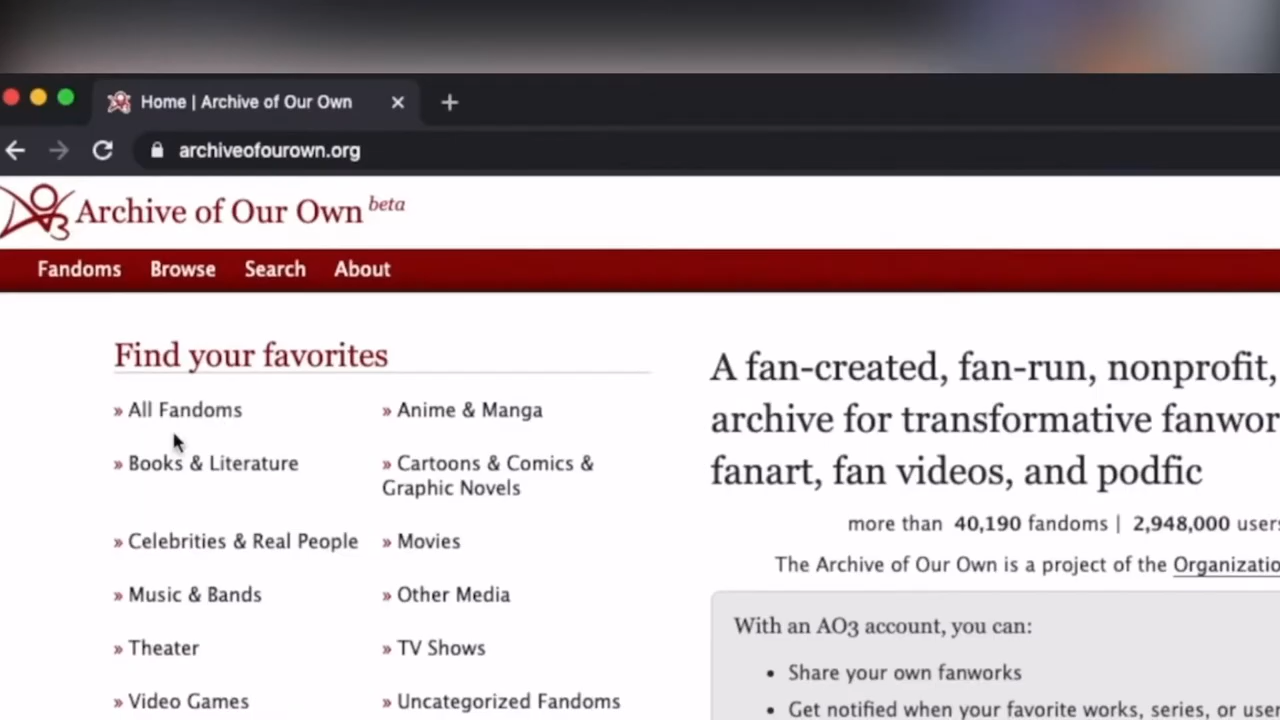 Home | Archive of Our Own
archiveofourown.org
Archive of Our Own beta
Fandoms Browse Search About
Find your favorites
» All Fandoms
» Anime & Manga
» Books & Literature
» Cartoons & Comics &
Graphic Novels
» Celebrities & Real People
» Movies
» Music & Bands
» Other Media
» Theater
» TV Shows
» Video Games
» Uncategorized Fandoms
A fan-created, fan-run, nonprofit,
archive for transformative fanwor
fanart, fan videos, and podfic
more than 40,190 fandoms | 2,948,000 users
The Archive of Our Own is a project of the Organizatio
With an AO3 account, you can:
• Share your own fanworks
• Get notified when your favorite works, series, or user